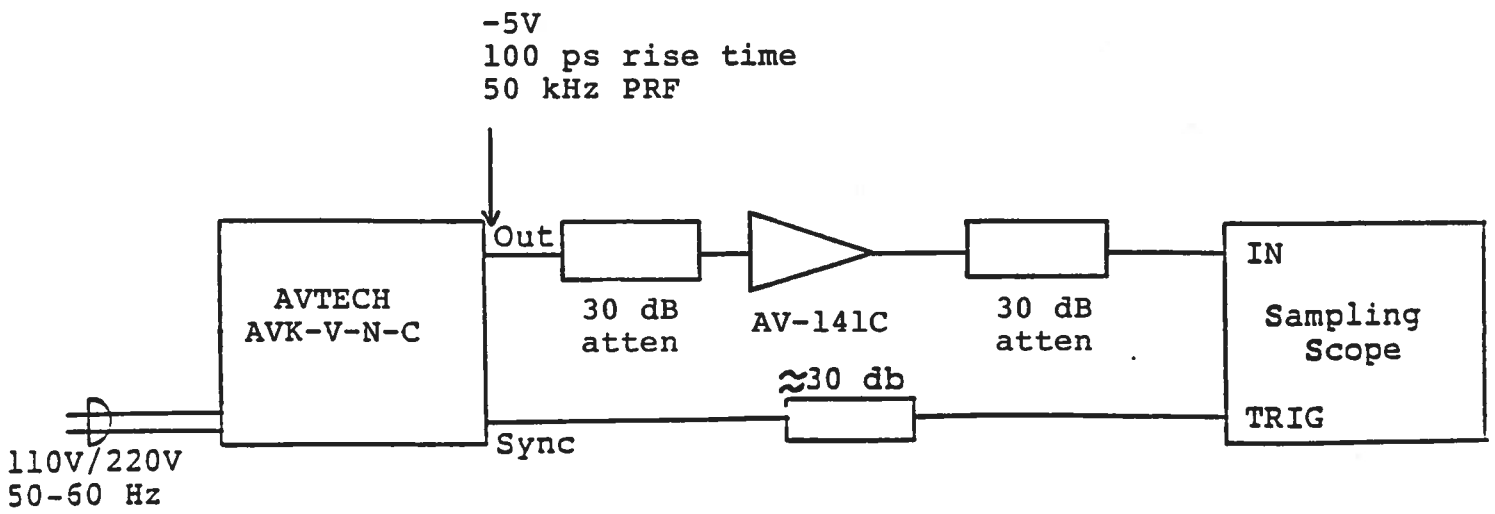 -5V
100 ps rise time
50 kHz PRF
Out
AVTECH
AVK-V-N-C
30 dB
atten
AV-141C
30 dB
atten
IN
Sampling
Scope
≈30 db
TRIG
Sync
110V/220V
50-60 Hz